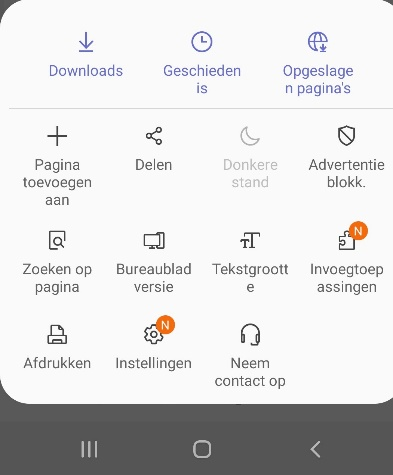 Downloads
Geschieden
is
Opgeslage
n pagina's
Pagina
toevoegen
aan
Delen
Donkere
stand
Advertentie
blokk.
Zoeken op
pagina
Bureaublad
versie
Tekstgroott
e
N
Invoegtoep
assingen
Afdrukken
N
Instellingen
Neem
contact op